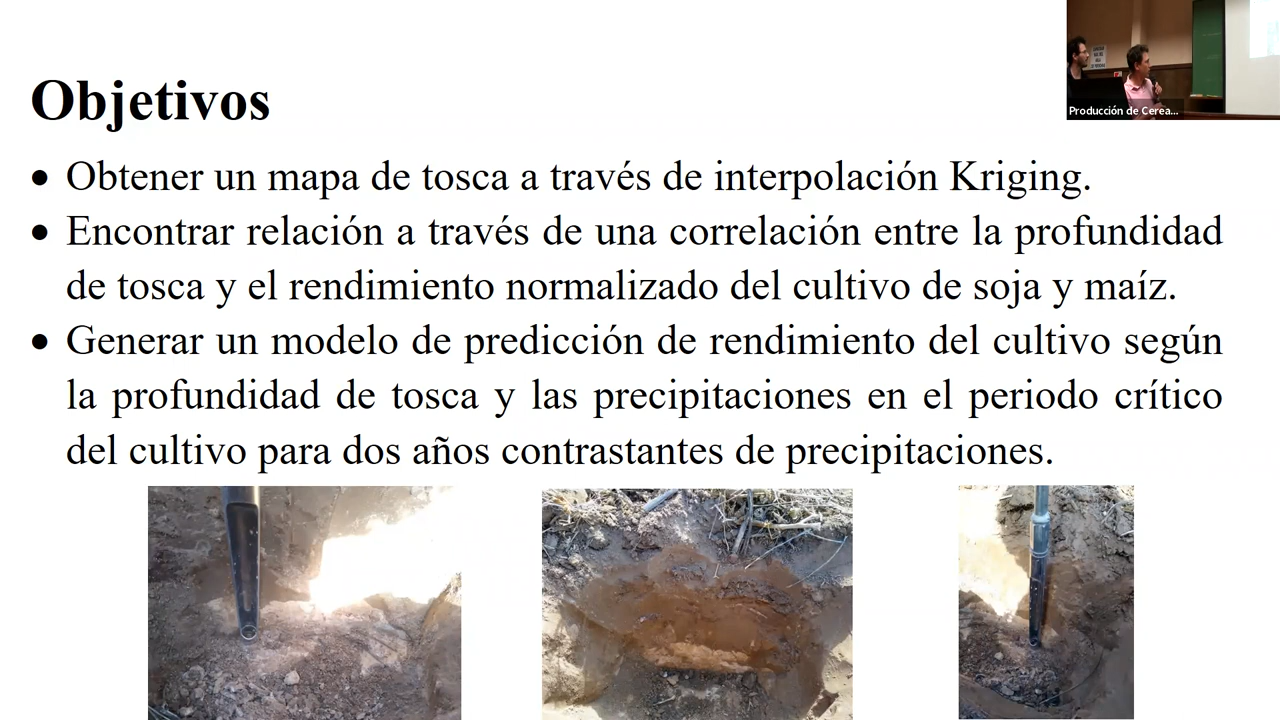 Objetivos
• Obtener un mapa de tosca a través de interpolación Kriging.
• Encontrar relación a través de una correlación entre la profundidad
de tosca y el rendimiento normalizado del cultivo de soja y maíz.
• Generar un modelo de predicción de rendimiento del cultivo según
la profundidad de tosca y las precipitaciones en el periodo crítico
del cultivo para dos años contrastantes de precipitaciones.
Producción de Cerea...